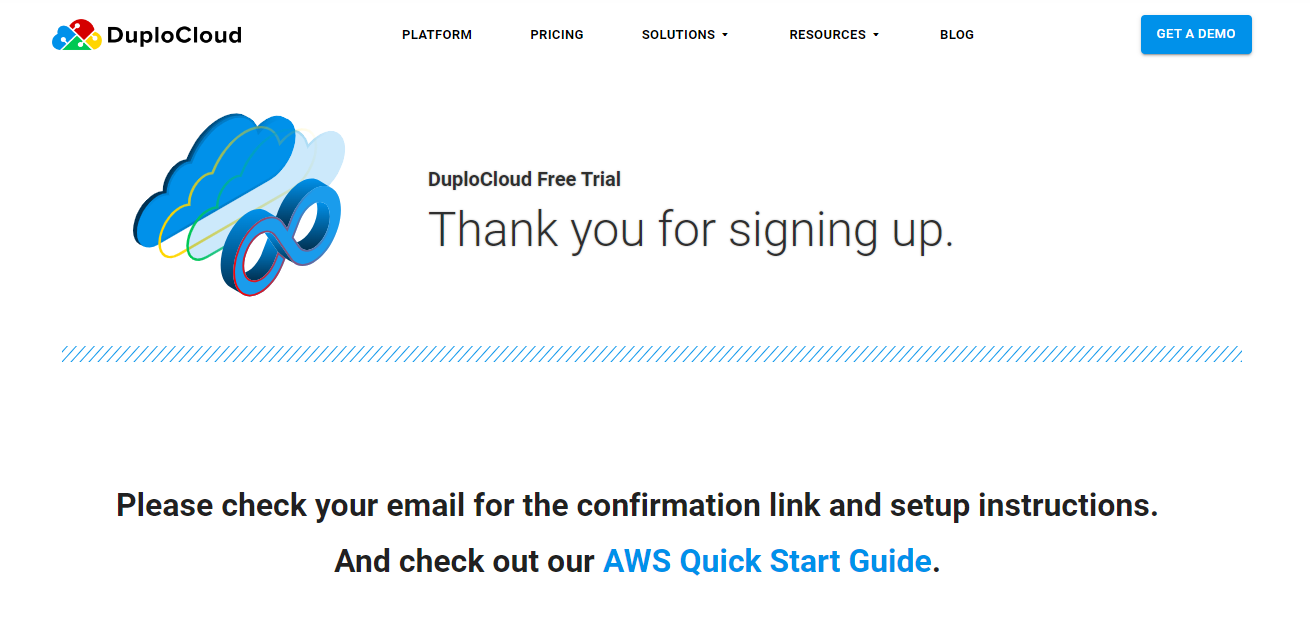 DuploCloud
PLATFORM
PRICING
SOLUTIONS
RESOURCES
BLOG
GET A DEMO
DuploCloud Free Trial
Thank you for signing up.
Please check your email for the confirmation link and setup instructions.
And check out our AWS Quick Start Guide.